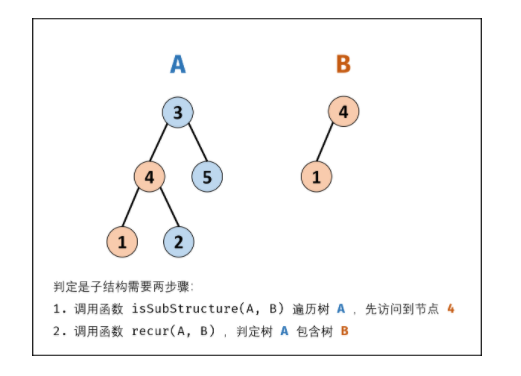 A B
3 4
4 5 1
1 2
判定是子结构需要两步骤：
1. 调用函数 isSubStructure(A, B) 遍历树 A ，先访问到节点 4
2. 调用函数 recur(A, B) ，判定树 A 包含树 B